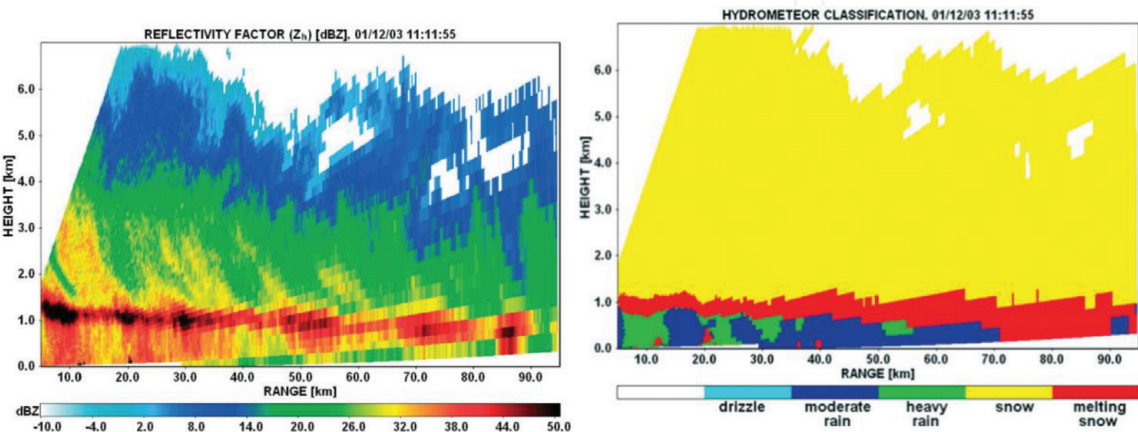 REFLECTIVITY FACTOR (Zh) [dBZ], 01/12/03 11:11:55
HEIGHT [km]
6.0
5.0
4.0
3.0
2.0
1.0
0.0
10.0 20.0 30.0 40.0 50.0 60.0 70.0 80.0 90.0
RANGE [km]
dBZ
-10.0 -4.0 2.0 8.0 14.0 20.0 26.0 32.0 38.0 44.0 50.0
HYDROMETEOR CLASSIFICATION, 01/12/03 11:11:55
HEIGHT [km]
6.0
5.0
4.0
3.0
2.0
1.0
0.0
10.0 20.0 30.0 40.0 50.0 60.0 70.0 80.0 90.0
RANGE [km]
drizzle moderate heavy snow melting
rain rain snow